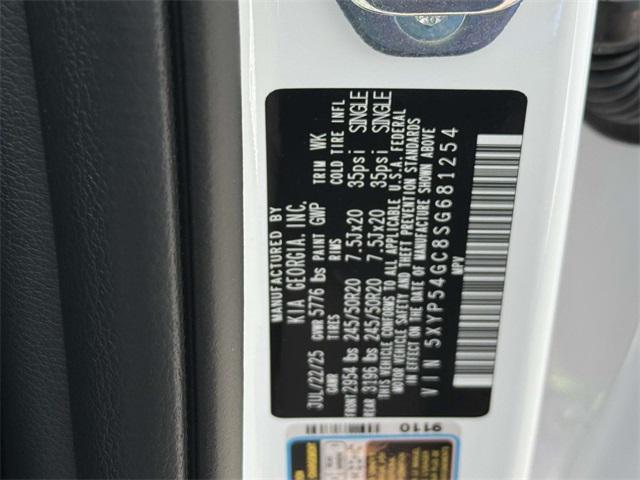 MANUFACTURED BY
KIA GEORGIA, INC.
JUL/22/25 GVWR 5776 lbs PAINT GWP TRIM WK
GAWR TIRES RWS COLD TIRE INFL
FRONT 2954 lbs 245/50R20 7.5Jx20 35psi SINGLE
REAR 3196 lbs 245/50R20 7.5Jx20 35psi SINGLE
THIS VEHICLE CONFORMS TO ALL APPLICABLE U.S.A. FEDERAL
MOTOR VEHICLE SAFETY AND THEFT PREVENTION STANDARDS
IN EFFECT ON THE DATE OF MANUFACTURE SHOWN ABOVE
VIN 5XYP54GC8SG681254
MPV
9110